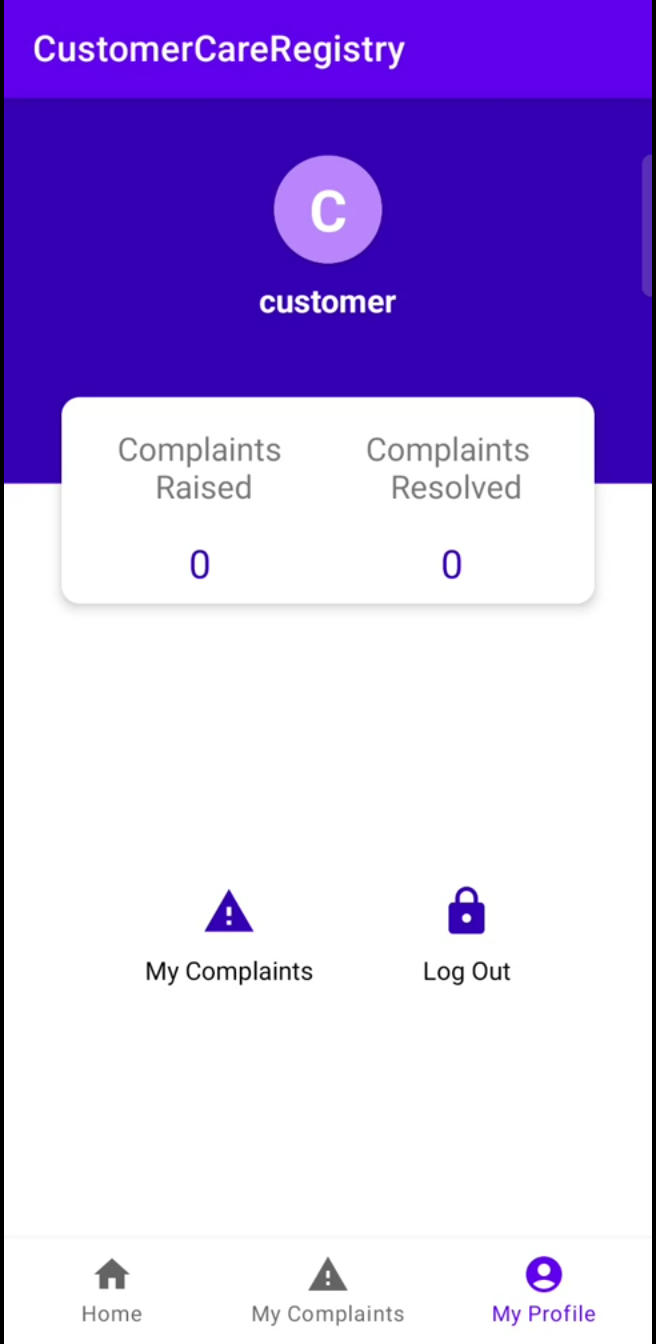 CustomerCareRegistry
C
customer
Complaints
Raised
Complaints
Resolved
0
0
My Complaints
Log Out
Home
My Complaints
My Profile